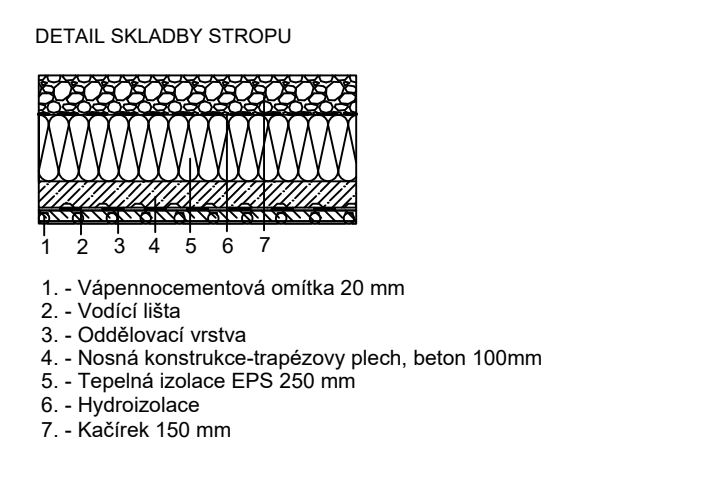 DETAIL SKLADBY STROPU
1 2 3 4 5 6 7
1. - Vápennocementová omítka 20 mm
2. - Vodící lišta
3. - Oddělovací vrstva
4. - Nosná konstrukce-trapézovy plech, beton 100mm
5. - Tepelná izolace EPS 250 mm
6. - Hydroizolace
7. - Kačírek 150 mm